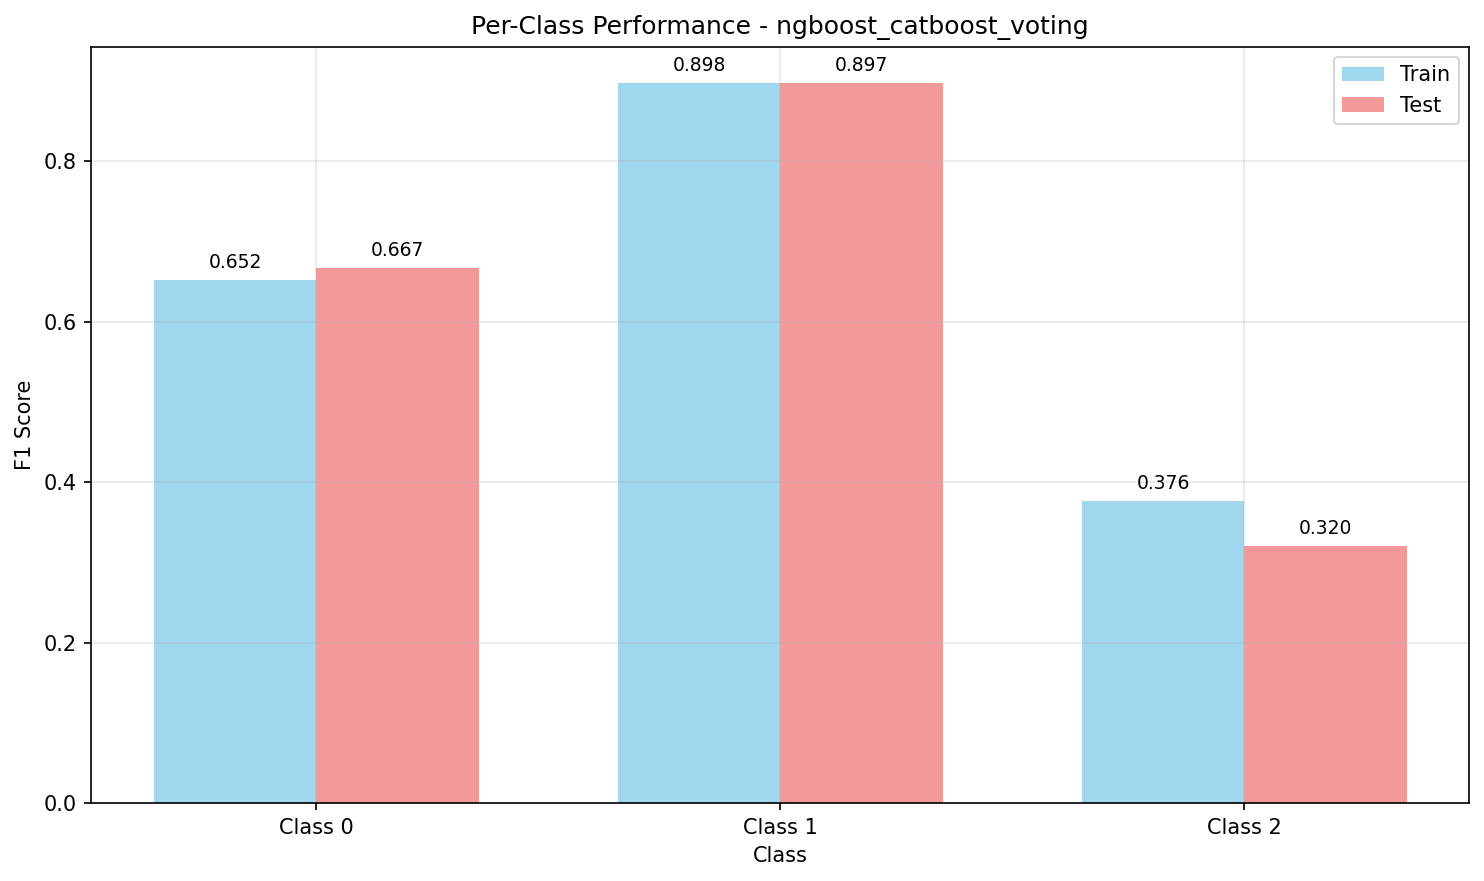 Per-Class Performance - ngboost_catboost_voting
Train
Test
0.898
0.897
0.652
0.667
0.376
0.320
F1 Score
0.8
0.6
0.4
0.2
0.0
Class 0
Class 1
Class 2
Class